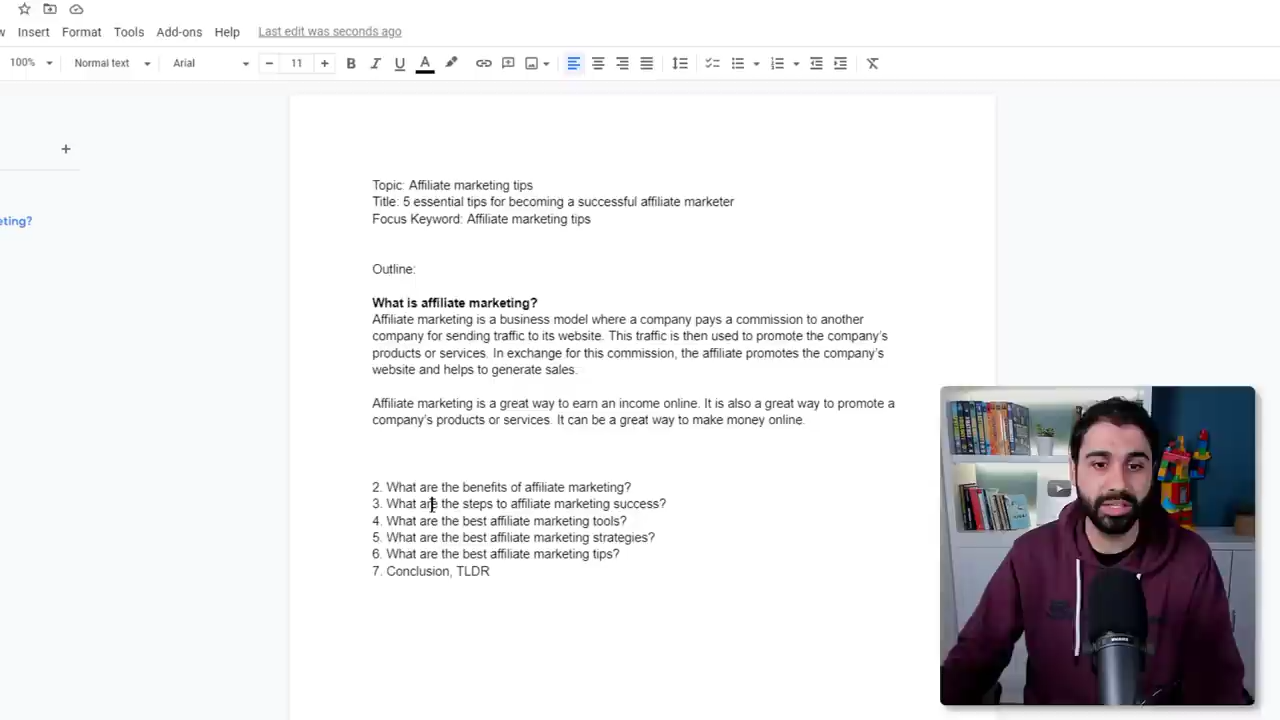 Insert Format Tools Add-ons Help Last edit was seconds ago
100% Normal text Arial − 11 + B I U A
+
eting?
Topic: Affiliate marketing tips
Title: 5 essential tips for becoming a successful affiliate marketer
Focus Keyword: Affiliate marketing tips
Outline:
What is affiliate marketing?
Affiliate marketing is a business model where a company pays a commission to another
company for sending traffic to its website. This traffic is then used to promote the company's
products or services. In exchange for this commission, the affiliate promotes the company's
website and helps to generate sales.
Affiliate marketing is a great way to earn an income online. It is also a great way to promote a
company's products or services. It can be a great way to make money online.
2. What are the benefits of affiliate marketing?
3. What are the steps to affiliate marketing success?
4. What are the best affiliate marketing tools?
5. What are the best affiliate marketing strategies?
6. What are the best affiliate marketing tips?
7. Conclusion, TLDR